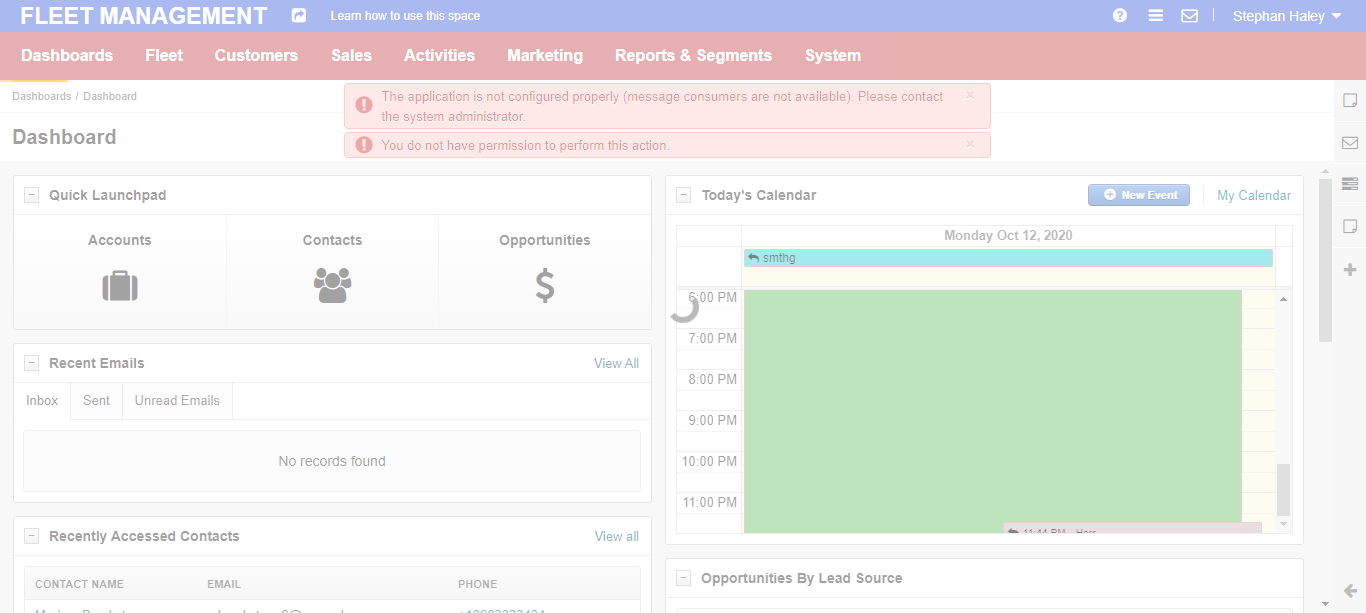 FLEET MANAGEMENT
Learn how to use this space
Stephan Haley
Dashboards Fleet Customers Sales Activities Marketing Reports & Segments System
Dashboards / Dashboard
The application is not configured properly (message consumers are not available). Please contact
the system administrator.
You do not have permission to perform this action.
Dashboard
Quick Launchpad
Accounts Contacts Opportunities
Recent Emails View All
Inbox Sent Unread Emails
No records found
Recently Accessed Contacts View all
CONTACT NAME EMAIL PHONE
Today's Calendar New Event My Calendar
Monday Oct 12, 2020
smthg
6:00 PM
7:00 PM
8:00 PM
9:00 PM
10:00 PM
11:00 PM
11:44 PM
Opportunities By Lead Source